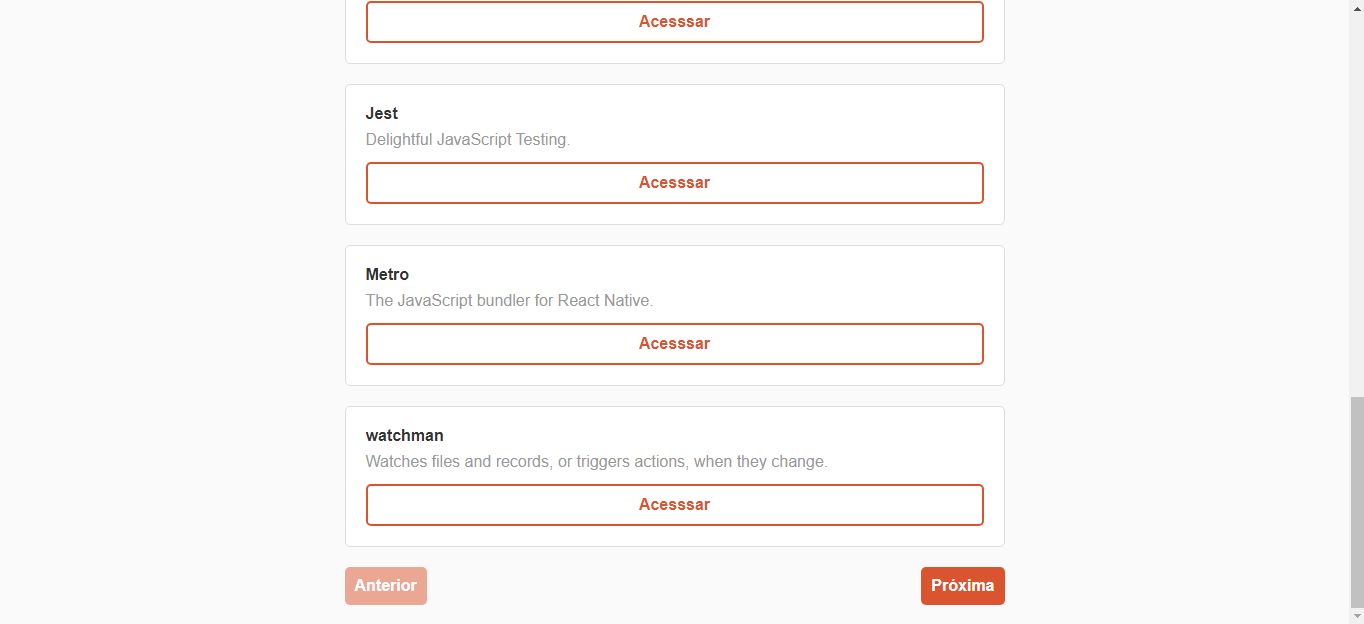 Acesssar
Jest
Delightful JavaScript Testing.
Acesssar
Metro
The JavaScript bundler for React Native.
Acesssar
watchman
Watches files and records, or triggers actions, when they change.
Acesssar
Anterior
Próxima